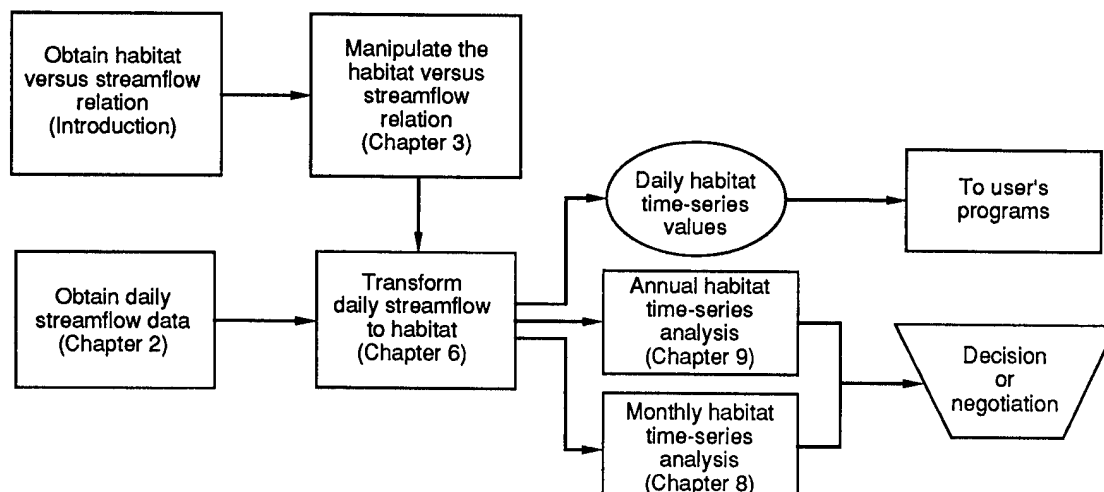 Obtain habitat
versus streamflow
relation
(Introduction)
Manipulate the
habitat versus
streamflow
relation
(Chapter 3)
Daily habitat
time-series
values
To user's
programs
Obtain daily
streamflow data
(Chapter 2)
Transform
daily streamflow
to habitat
(Chapter 6)
Annual habitat
time-series
analysis
(Chapter 9)
Decision
or
negotiation
Monthly habitat
time-series
analysis
(Chapter 8)